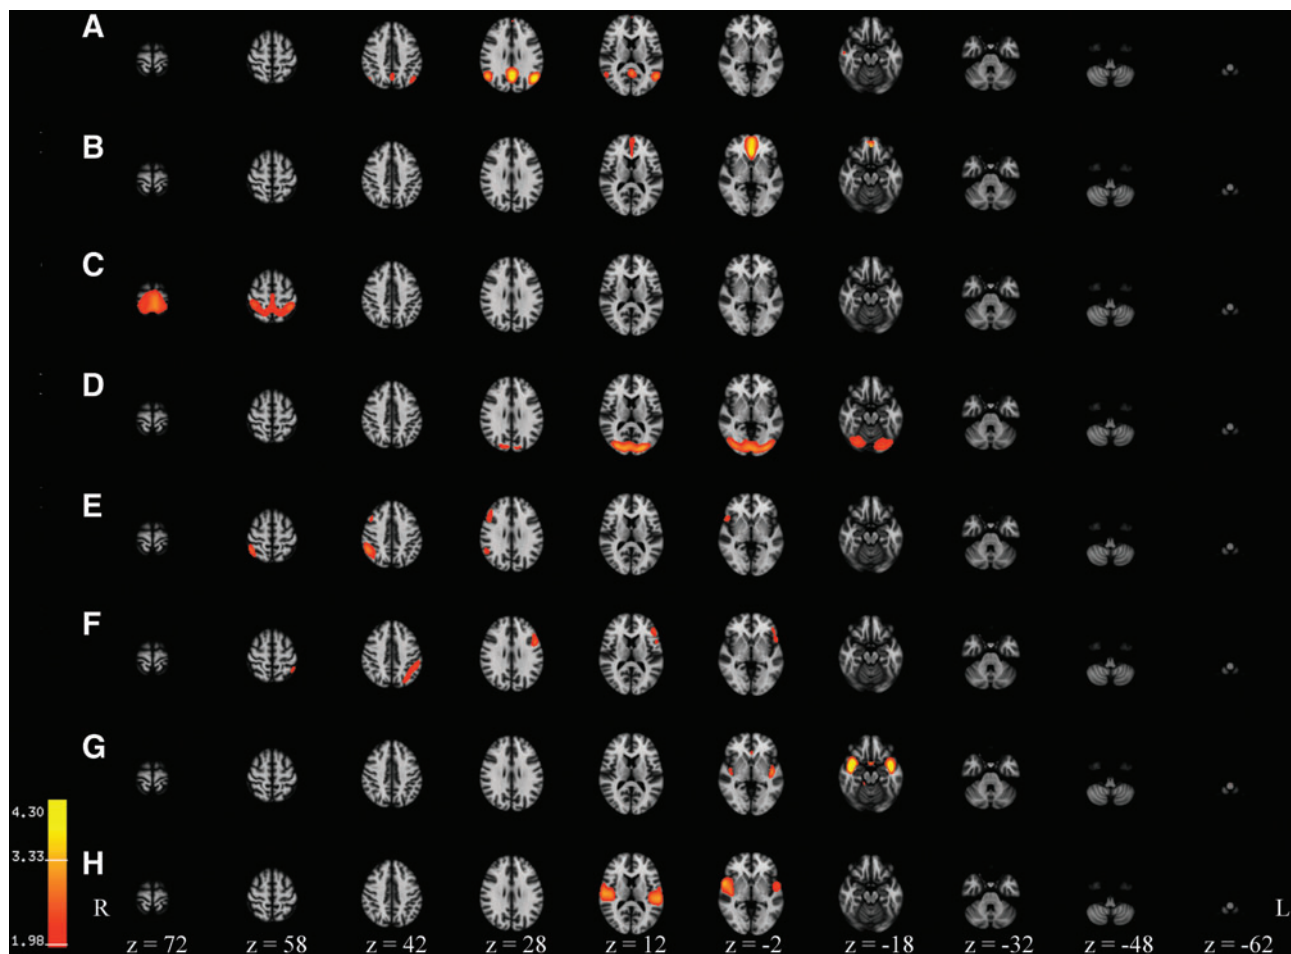 A
B
C
D
E
F
G
4.30
3.33
H
R
L
1.98
z = 72 z = 58 z = 42 z = 28 z = 12 z = -2 z = -18 z = -32 z = -48 z = -62